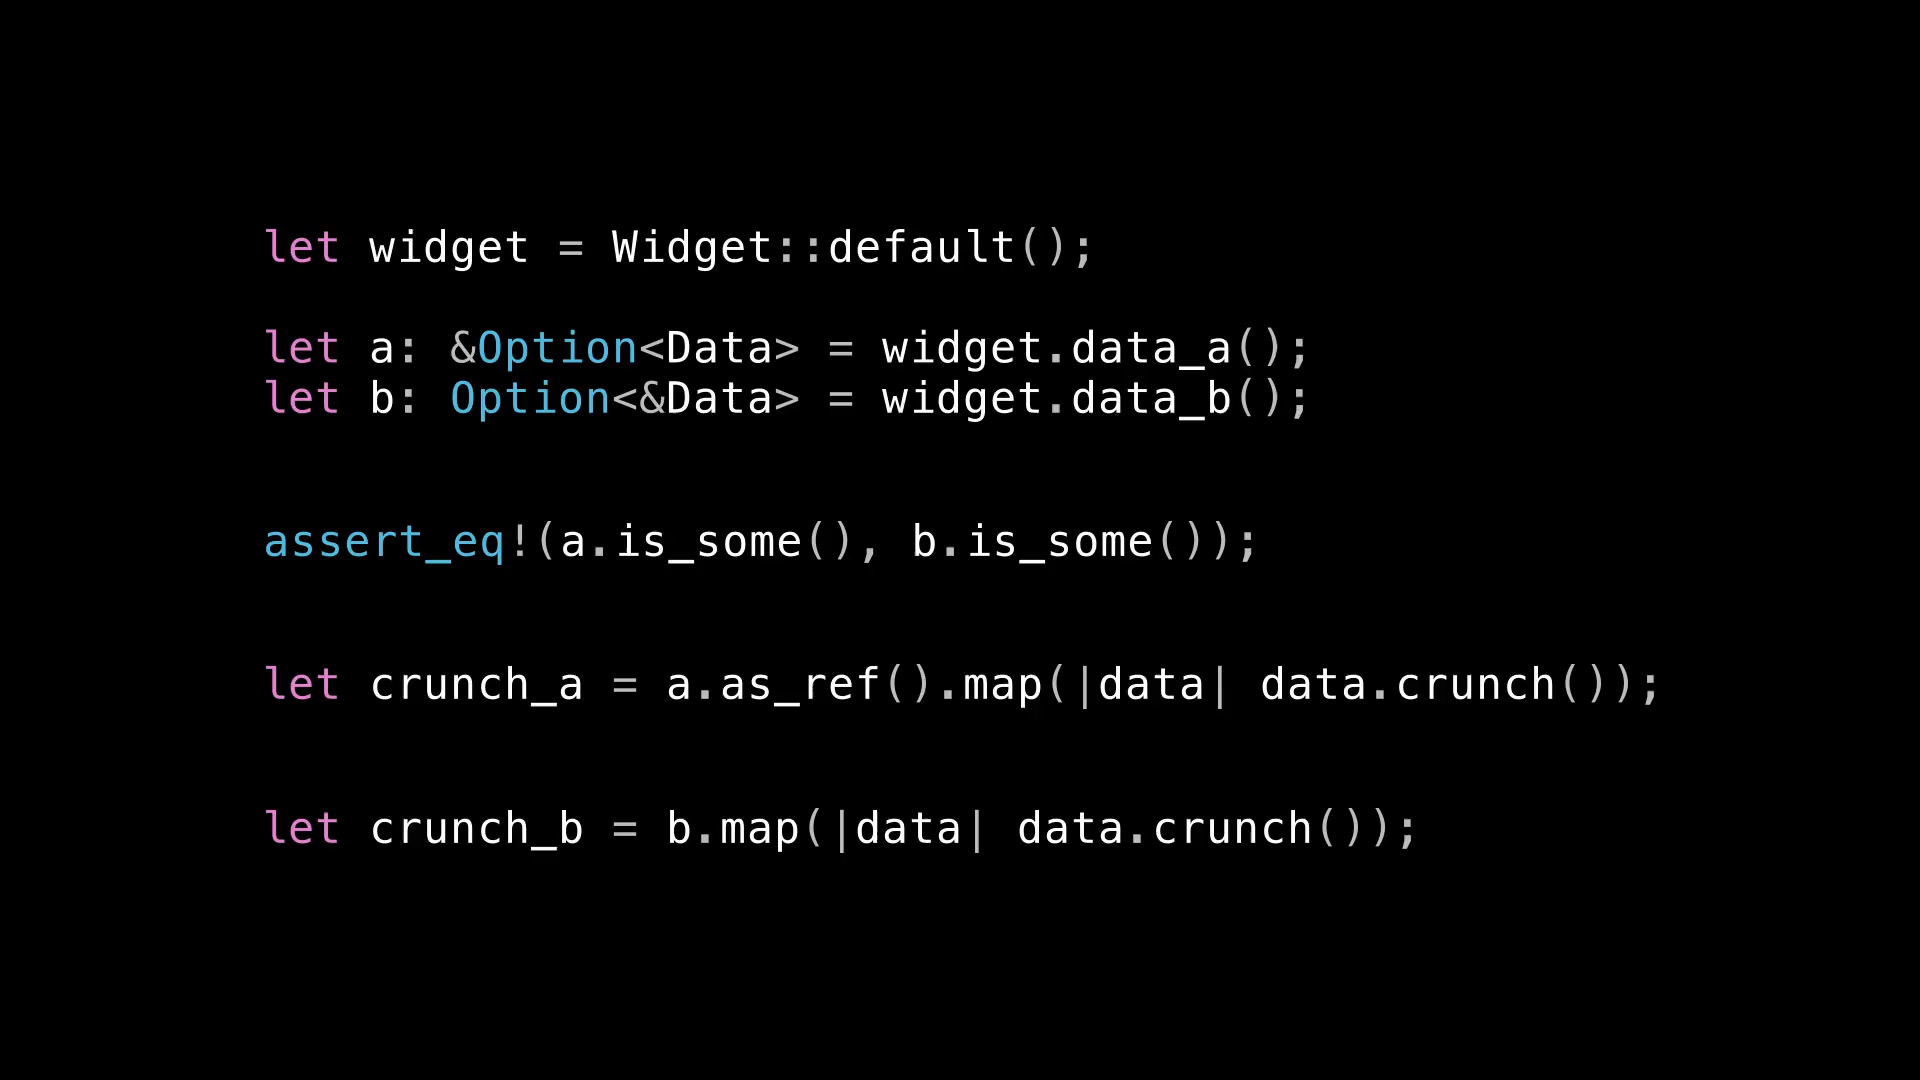 let widget = Widget::default();
let a: &Option<Data> = widget.data_a();
let b: Option<&Data> = widget.data_b();
assert_eq!(a.is_some(), b.is_some());
let crunch_a = a.as_ref().map(|data| data.crunch());
let crunch_b = b.map(|data| data.crunch());